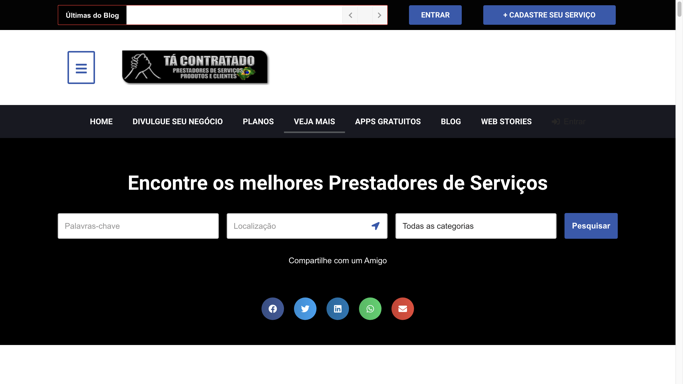 Últimas do Blog
ENTRAR
+ CADASTRE SEU SERVIÇO
TÁ CONTRATADO
PRESTADORES DE SERVIÇOS
PRODUTOS E CLIENTES
HOME DIVULGUE SEU NEGÓCIO PLANOS VEJA MAIS APPS GRATUITOS BLOG WEB STORIES
Encontre os melhores Prestadores de Serviços
Palavras-chave
Localização
Todas as categorias
Pesquisar
Compartilhe com um Amigo